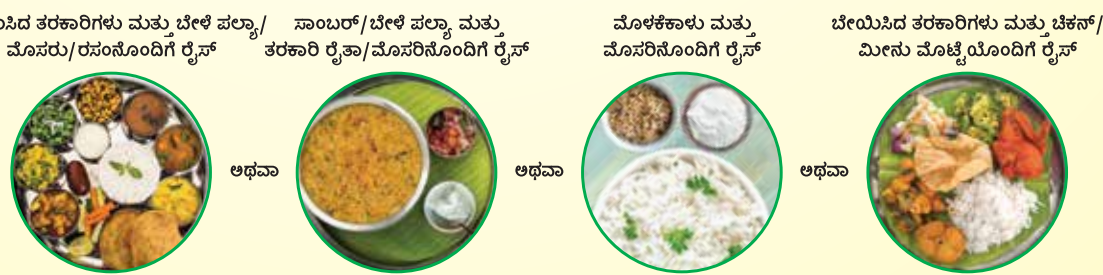 ತರಕಾರಿಗಳು ಮತ್ತು ಬೇಳೆ ಪಲ್ಯಾ/
ಮೊಸರು/ರಸಂನೊಂದಿಗೆ ರೈಸ್
ಸಾಂಬರ್/ಬೇಳೆ ಪಲ್ಯಾ ಮತ್ತು
ತರಕಾರಿ ರೈತಾ/ಮೊಸರಿನೊಂದಿಗೆ ರೈಸ್
ಮೊಳಕೆಕಾಳು ಮತ್ತು
ಮೊಸರಿನೊಂದಿಗೆ ರೈಸ್
ಬೇಯಿಸಿದ ತರಕಾರಿಗಳು ಮತ್ತು ಚಿಕನ್/
ಮೀನು ಮೊಟ್ಟೆಯೊಂದಿಗೆ ರೈಸ್
ಅಥವಾ
ಅಥವಾ
ಅಥವಾ